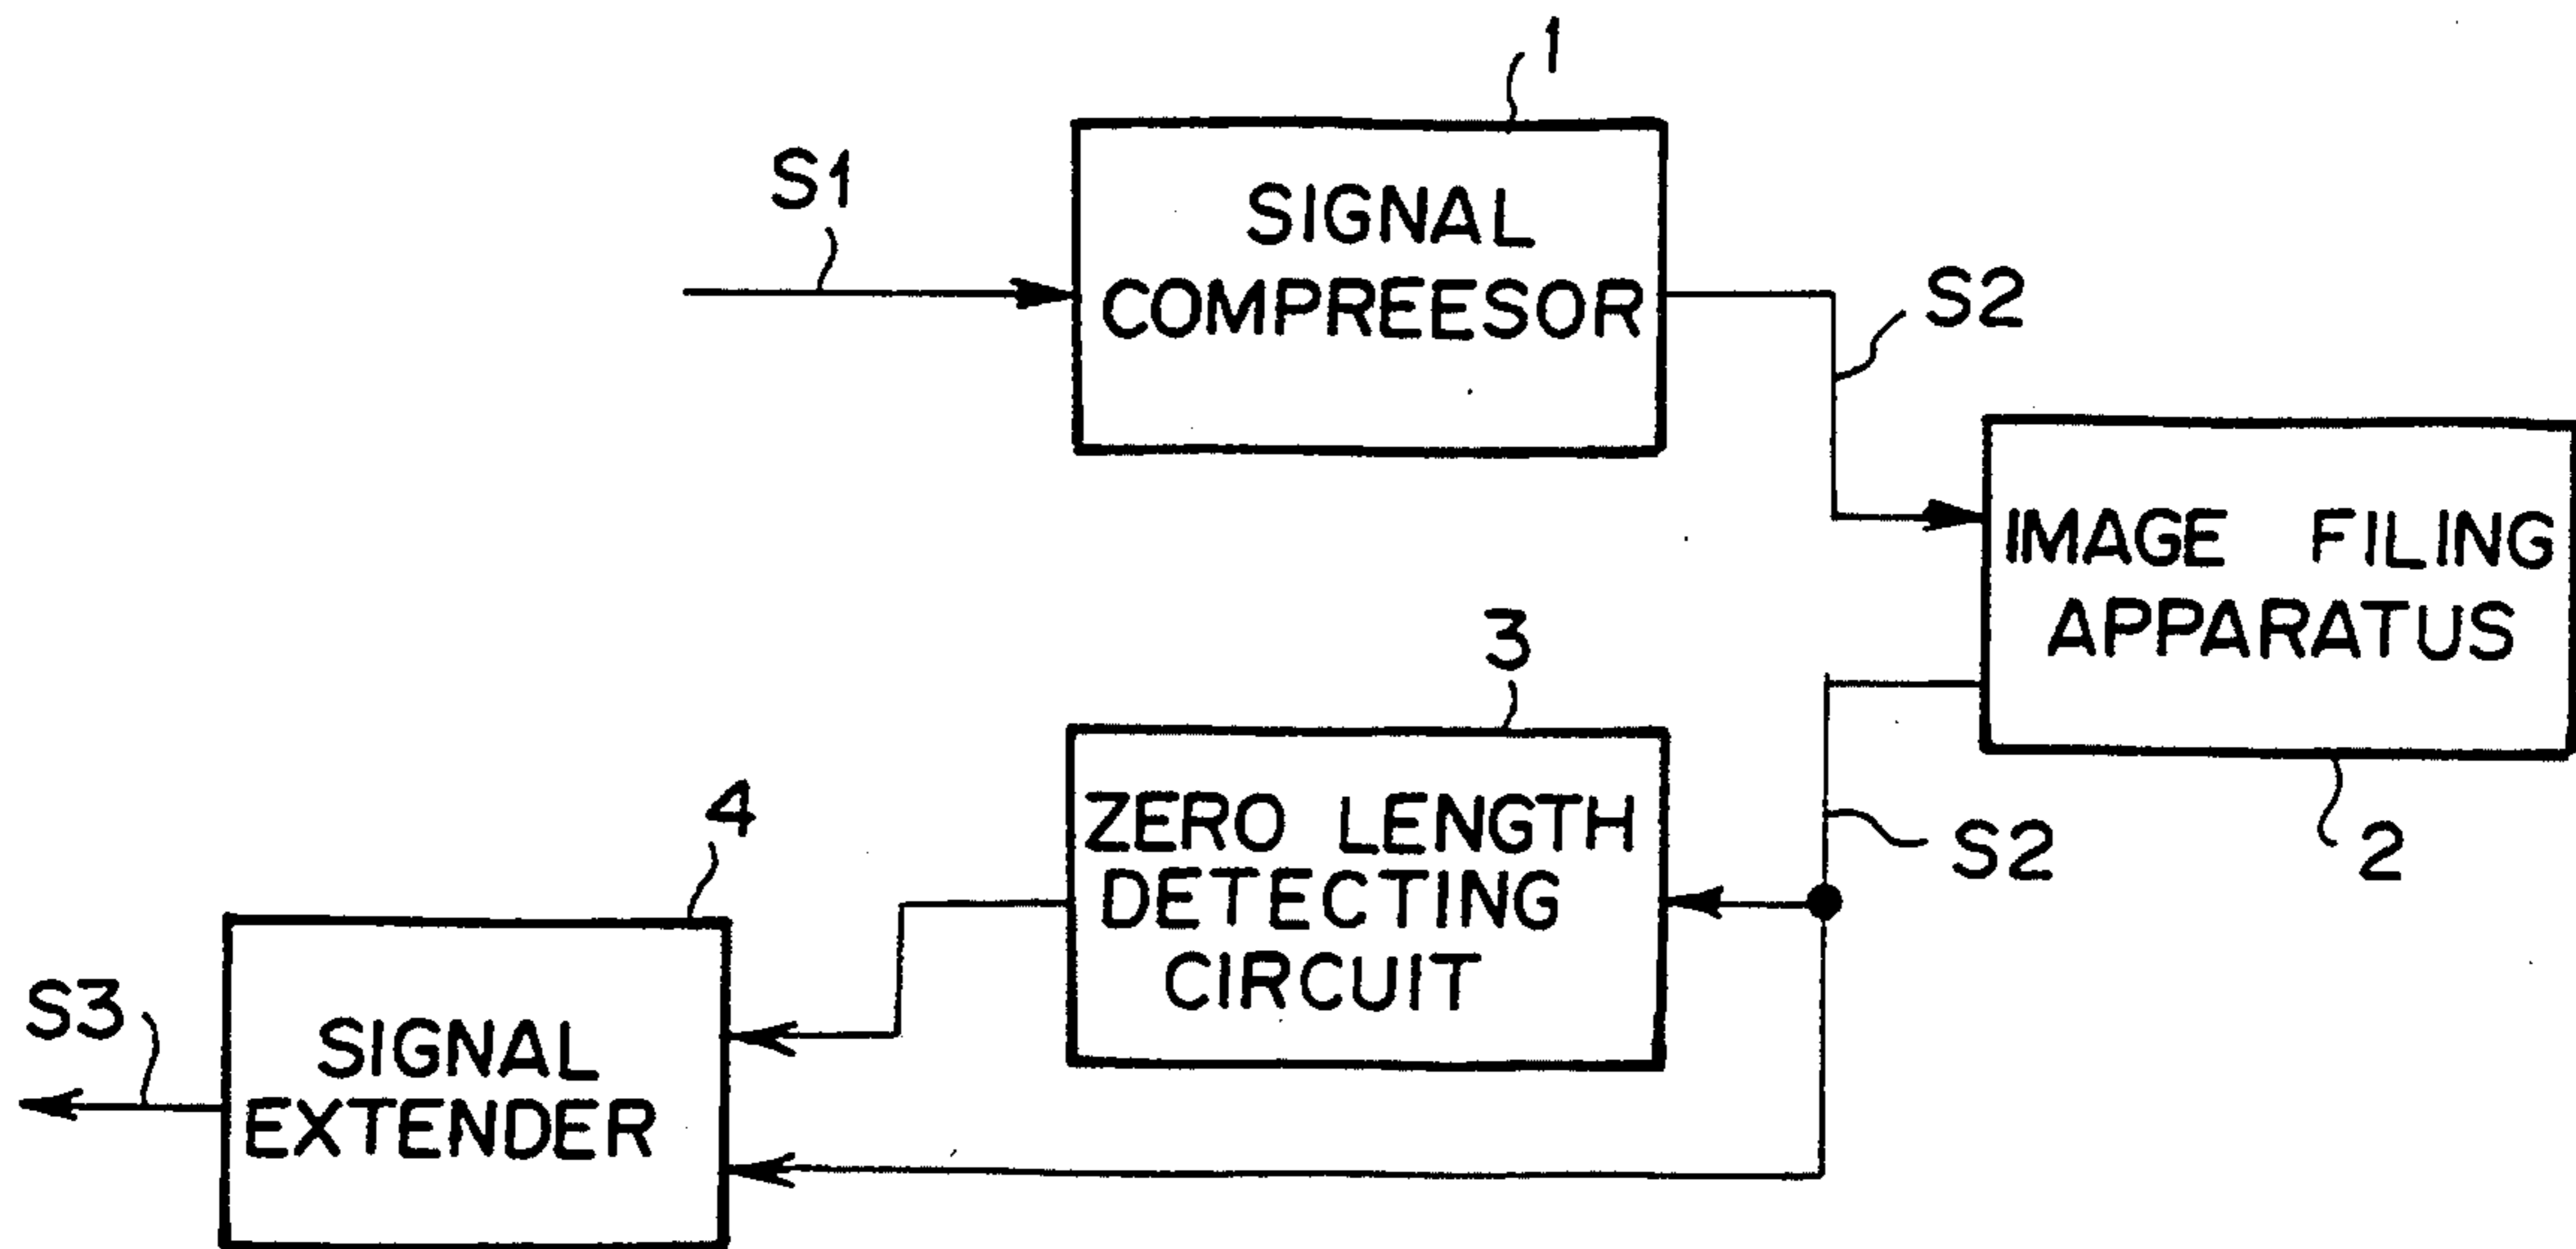 1
S1
SIGNAL
COMPREESOR
S2
IMAGE FILING
APPARATUS
2
S2
3
ZERO LENGTH
DETECTING
CIRCUIT
4
SIGNAL
EXTENDER
S3